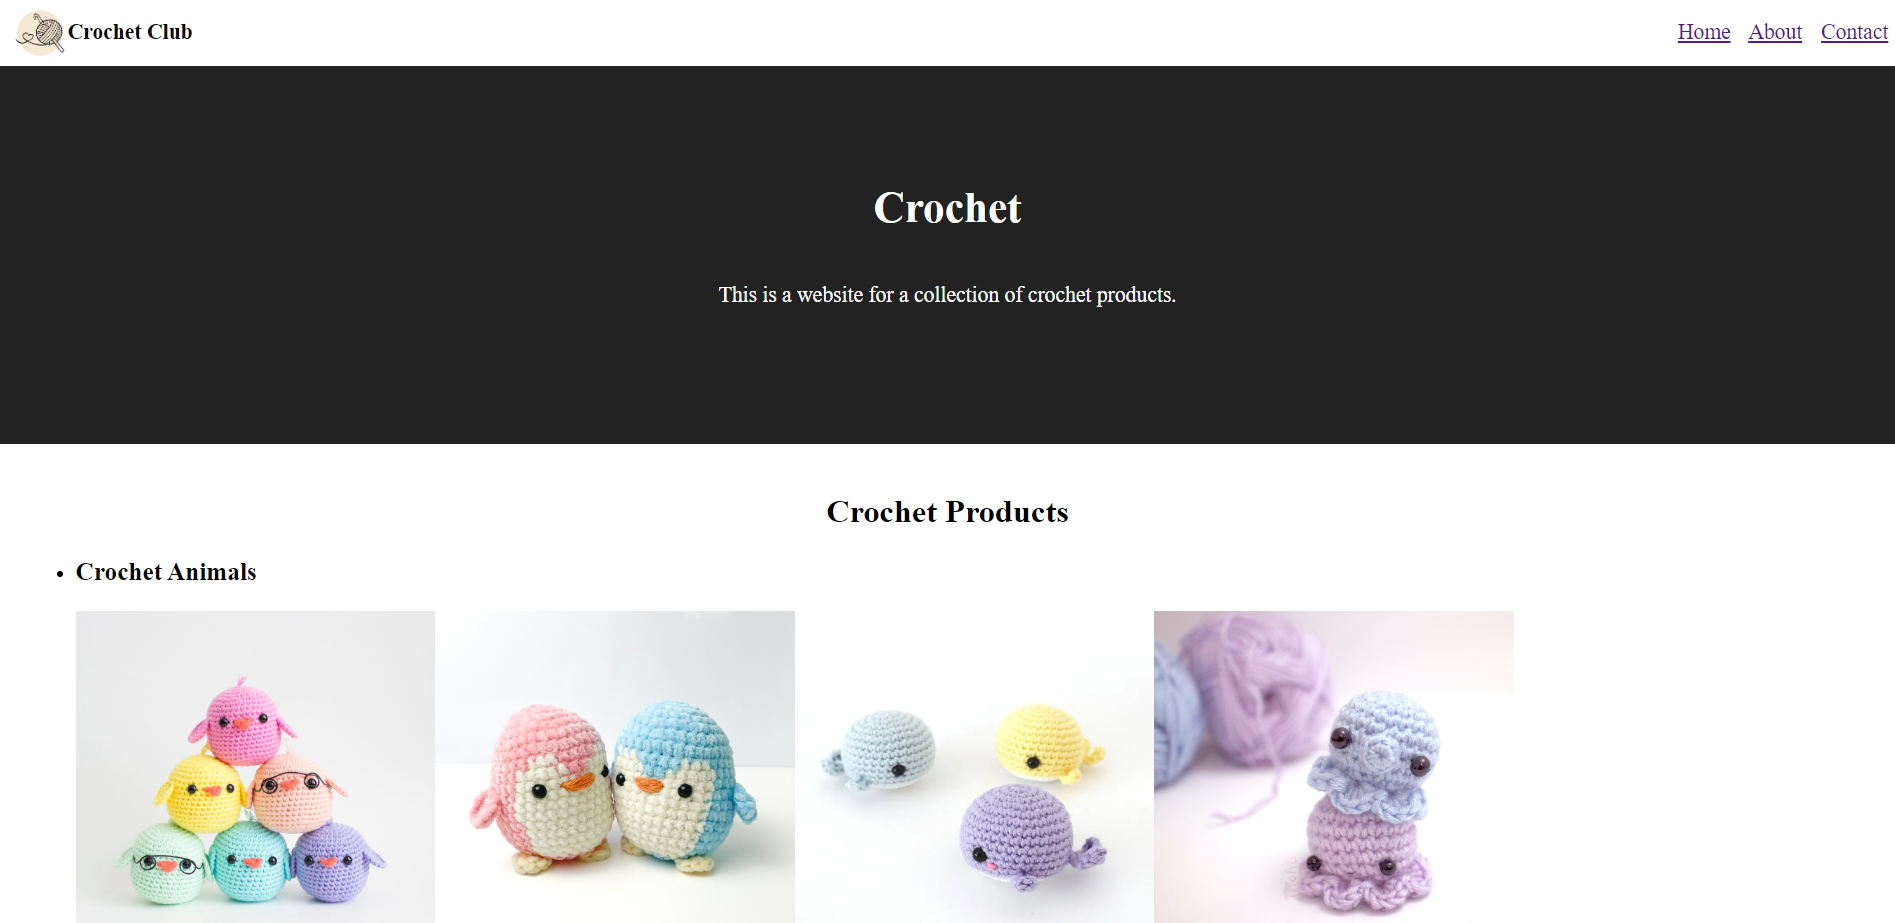 Crochet Club
Home About Contact
Crochet
This is a website for a collection of crochet products.
Crochet Products
Crochet Animals